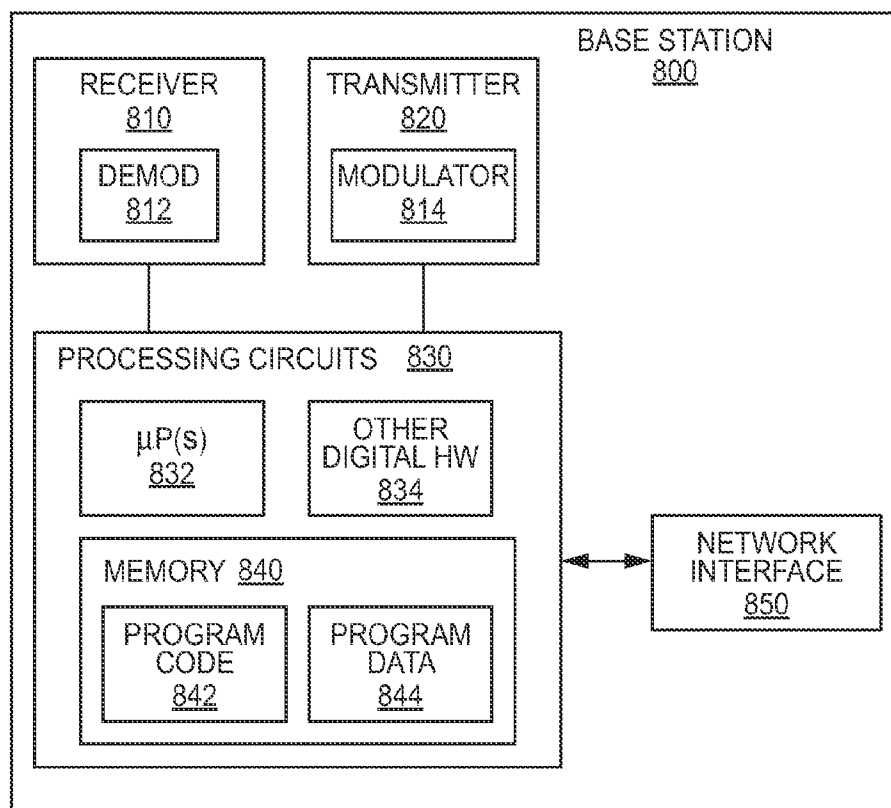 BASE STATION
800
RECEIVER
810
DEMOD
812
TRANSMITTER
820
MODULATOR
814
PROCESSING CIRCUITS 830
µP(s)
832
OTHER
DIGITAL HW
834
MEMORY 840
PROGRAM
CODE
842
PROGRAM
DATA
844
NETWORK
INTERFACE
850